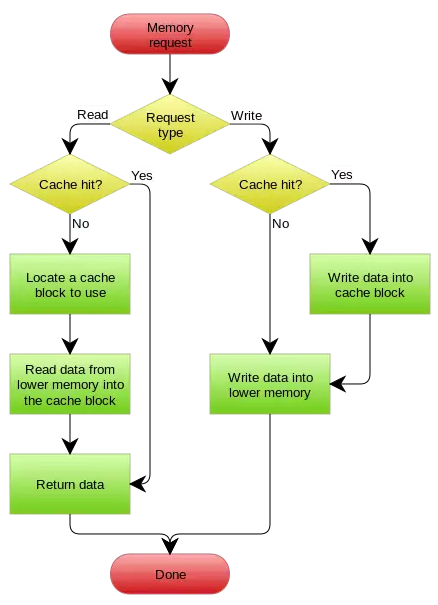 Memory
request
Request
type
Read
Write
Cache hit?
Yes
Cache hit?
Yes
No
No
Locate a cache
block to use
Write data into
cache block
Read data from
lower memory into
the cache block
Write data into
lower memory
Return data
Done